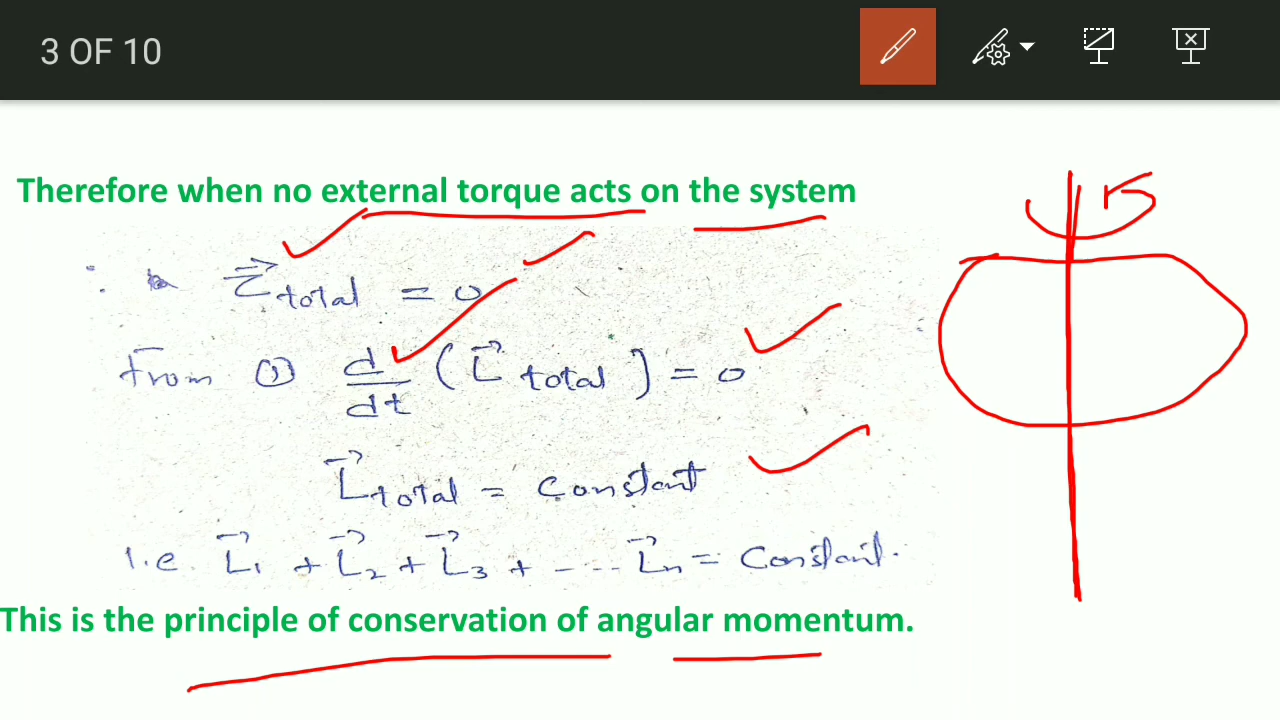 3 OF 10
Therefore when no external torque acts on the system
τ⃗ total = 0
From ① d/dt (L⃗ total) = 0
L⃗ total = Constant
i.e L⃗1 + L⃗2 + L⃗3 + --... L⃗n = Constant.
This is the principle of conservation of angular momentum.